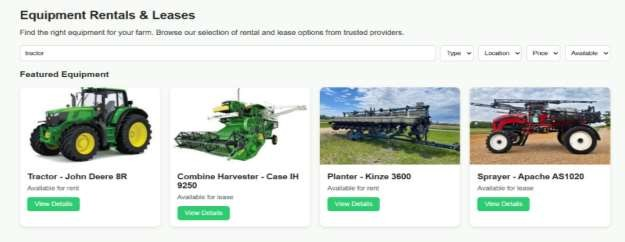 Equipment Rentals & Leases
Find the right equipment for your farm. Browse our selection of rental and lease options from trusted providers.
tractor Type Location Price Available
Featured Equipment
Tractor - John Deere 8R
Available for rent
View Details
Combine Harvester - Case IH
9250
Available for lease
View Details
Planter - Kinze 3600
Available for rent
View Details
Sprayer - Apache AS1020
Available for lease
View Details